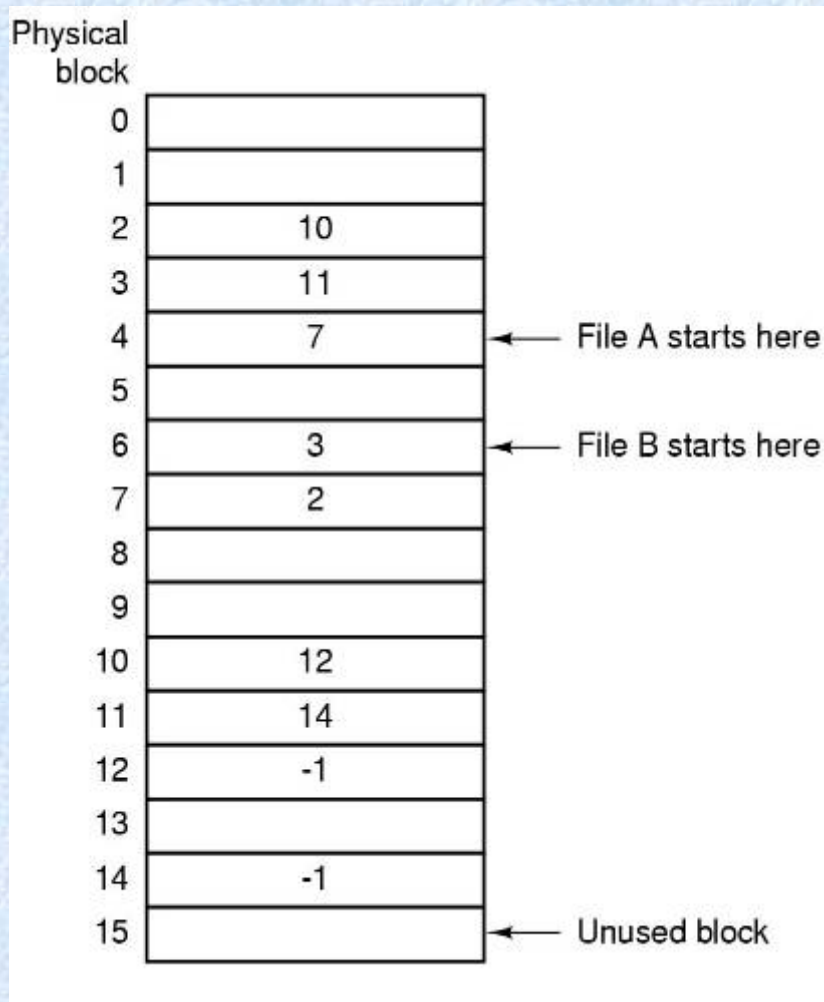 Physical
block
0
1
2 10
3 11
4 7 File A starts here
5
6 3 File B starts here
7 2
8
9
10 12
11 14
12 -1
13
14 -1
15 Unused block